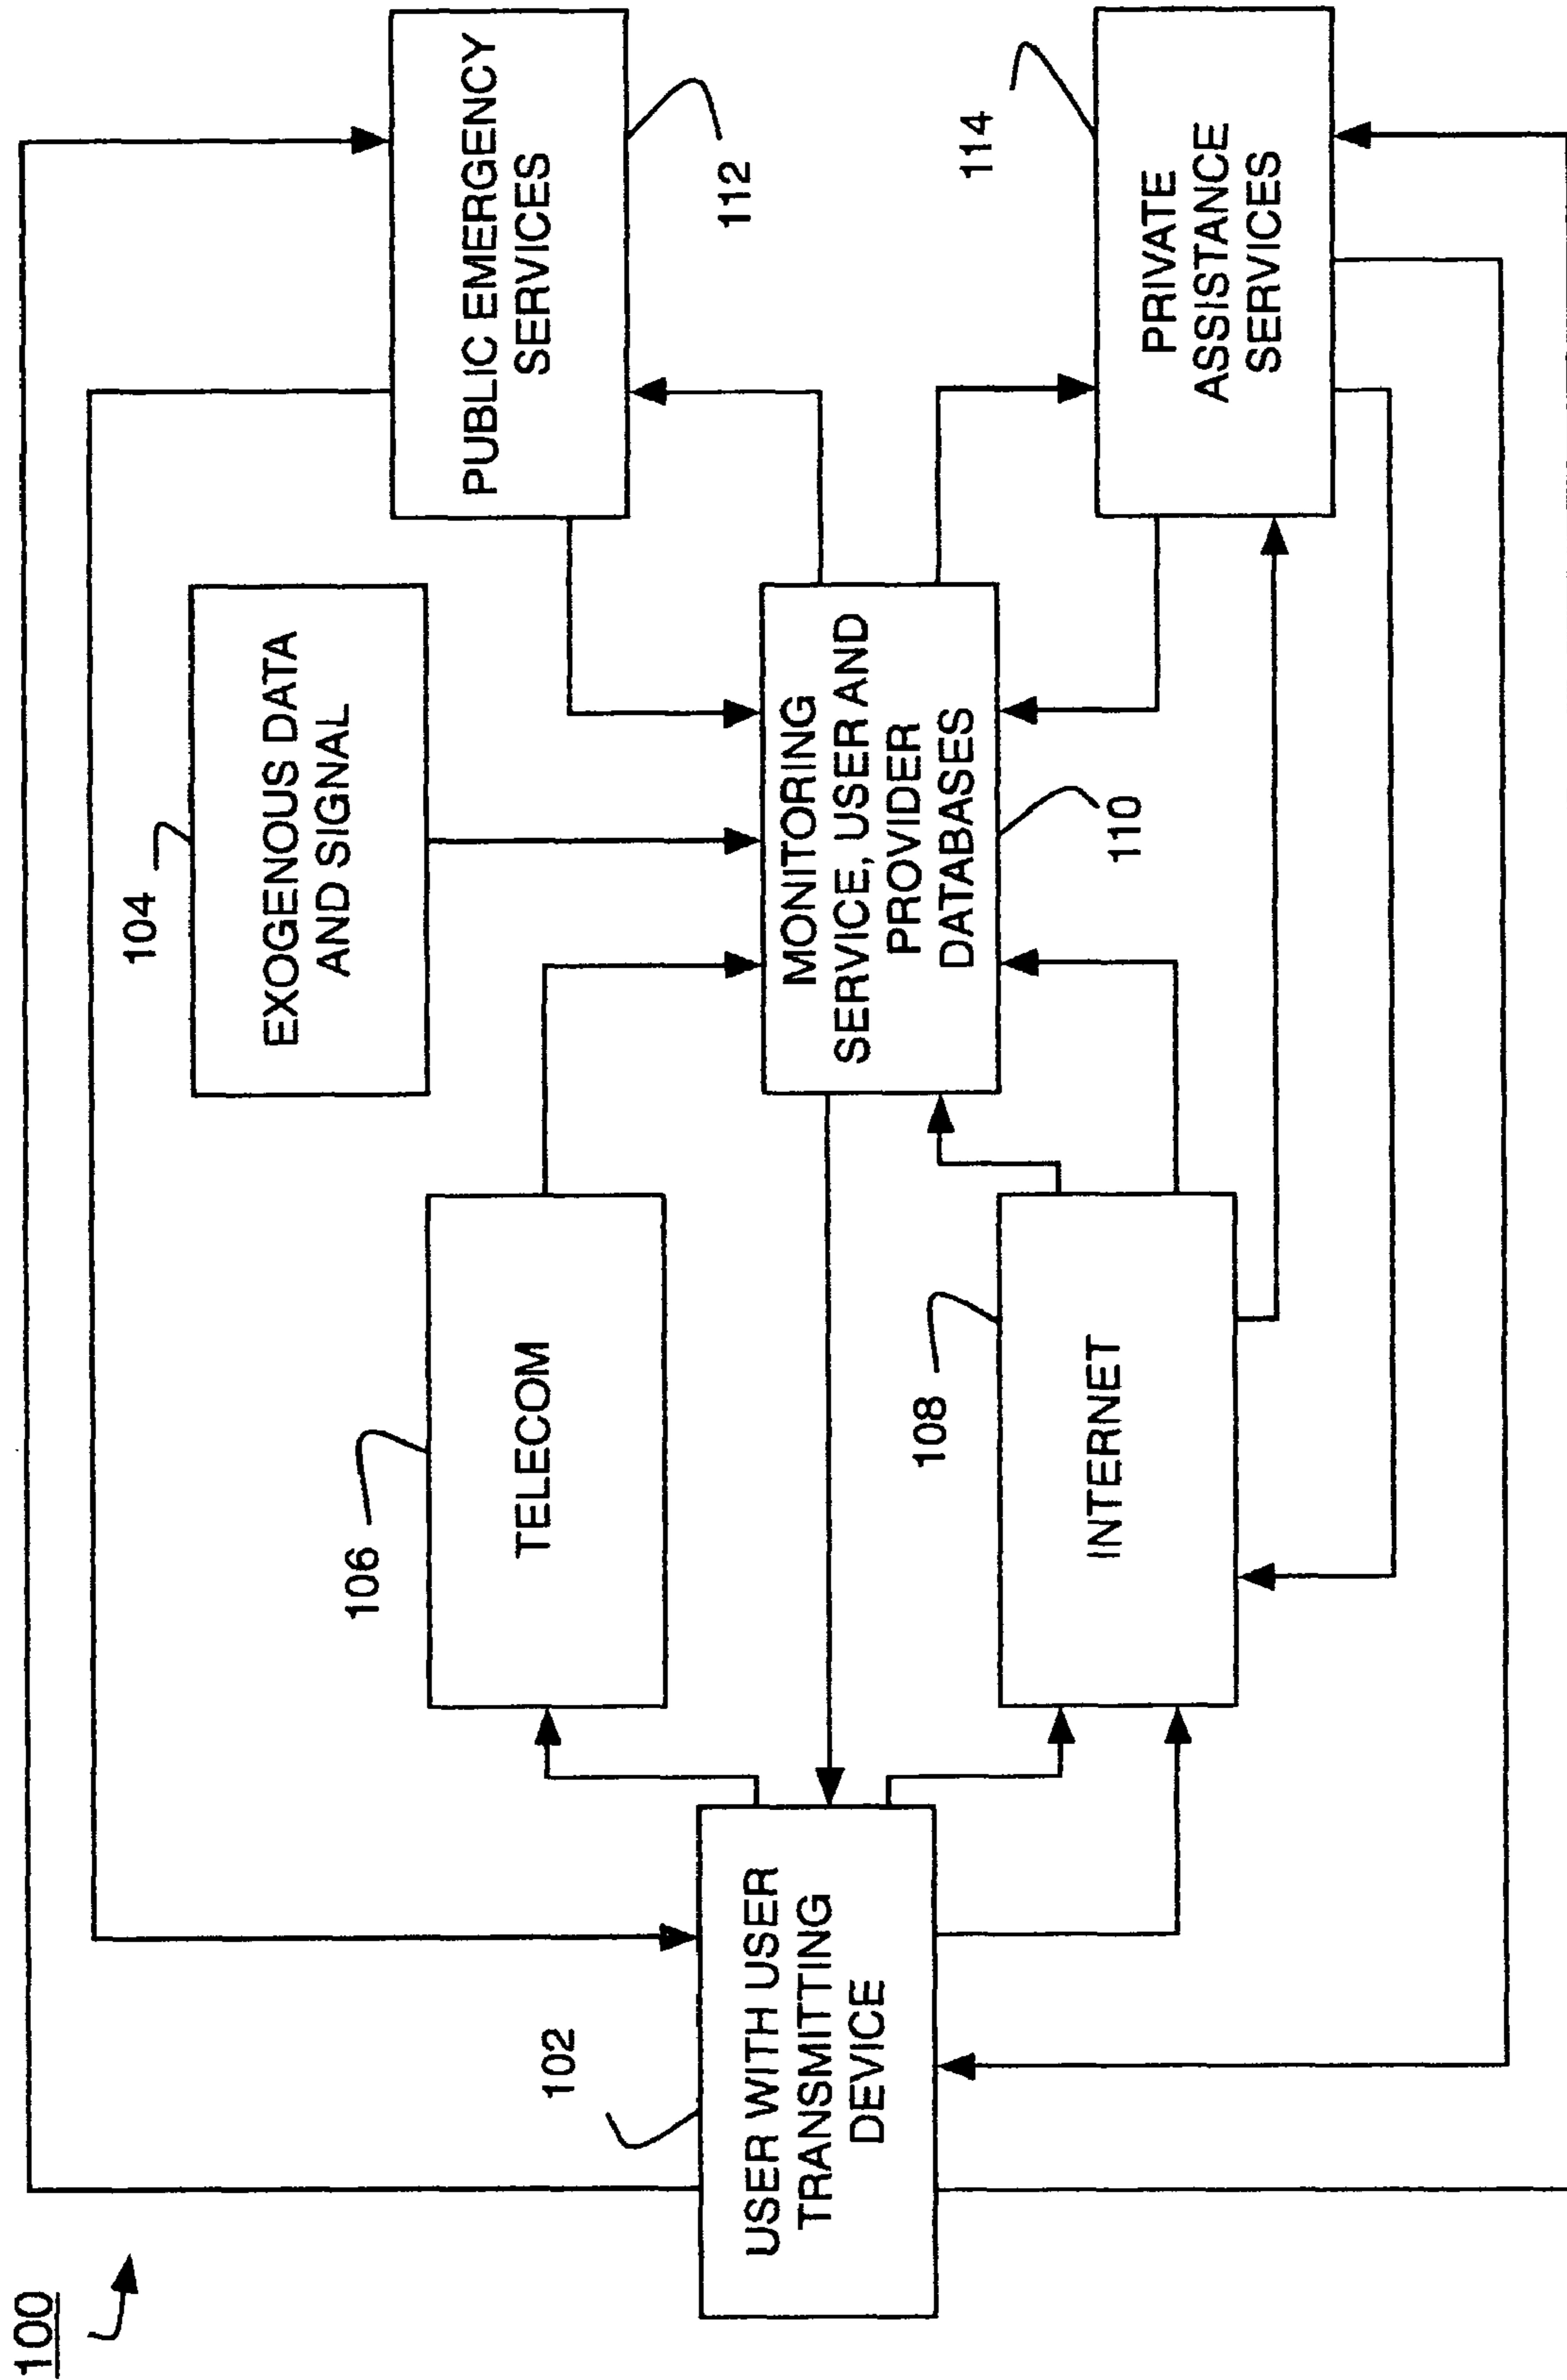 100
USER WITH USER
TRANSMITTING
DEVICE
102
TELECOM
106
INTERNET
108
EXOGENOUS DATA
AND SIGNAL
104
MONITORING
SERVICE, USER AND
PROVIDER
DATABASES
110
PUBLIC EMERGENCY
SERVICES
112
PRIVATE
ASSISTANCE
SERVICES
114